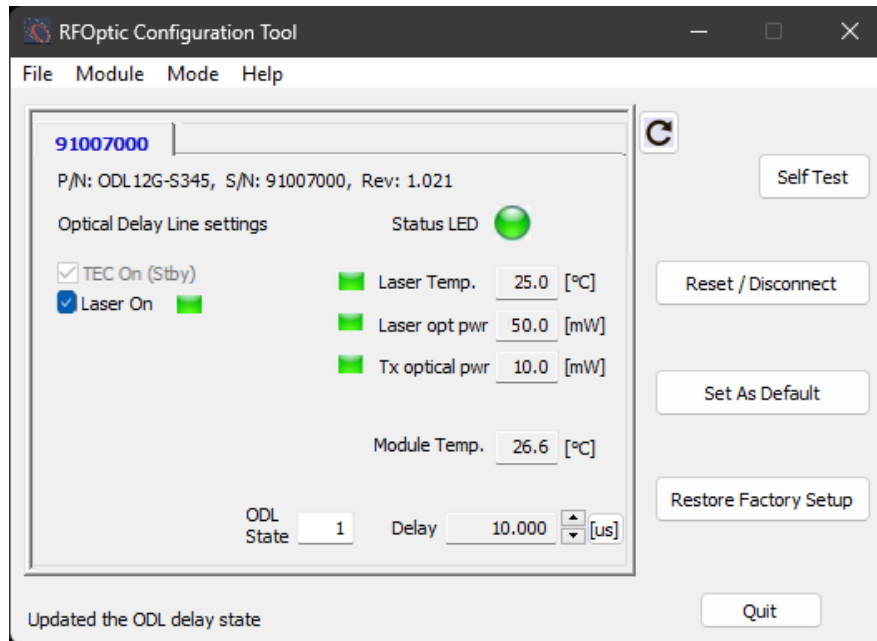 RFOptic Configuration Tool
File Module Mode Help
91007000
P/N: ODL12G-S345, S/N: 91007000, Rev: 1.021
Self Test
Optical Delay Line settings Status LED
TEC On (Stby)
Laser On
Laser Temp. 25.0 [ºC]
Reset / Disconnect
Laser opt pwr 50.0 [mW]
Tx optical pwr 10.0 [mW]
Set As Default
Module Temp. 26.6 [ºC]
Restore Factory Setup
ODL State 1 Delay 10.000 [us]
Updated the ODL delay state
Quit